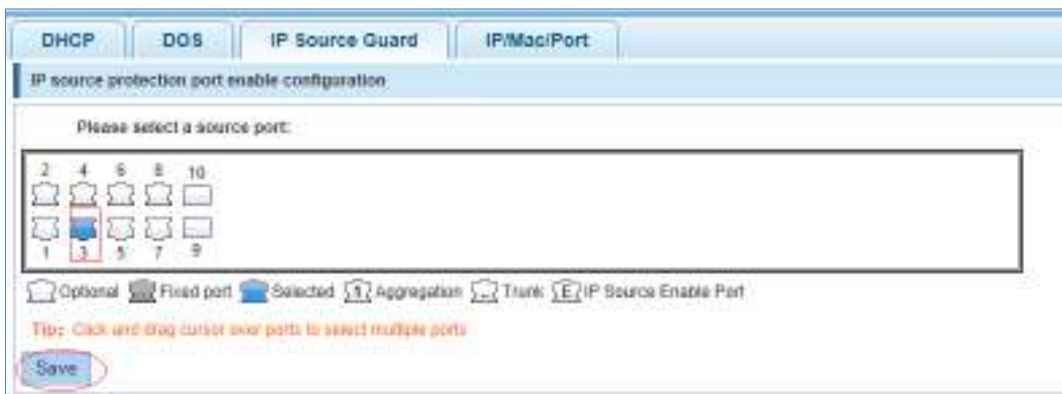 DHCP DOS IP Source Guard IP/Mac/Port
IP source protection port enable configuration
Please select a source port:
2 4 6 8 10
1 3 5 7 9
Optional Fixed port Selected 1 Aggregation Trunk E IP Source Enable Port
Tip: Click and drag cursor over ports to select multiple ports
Save